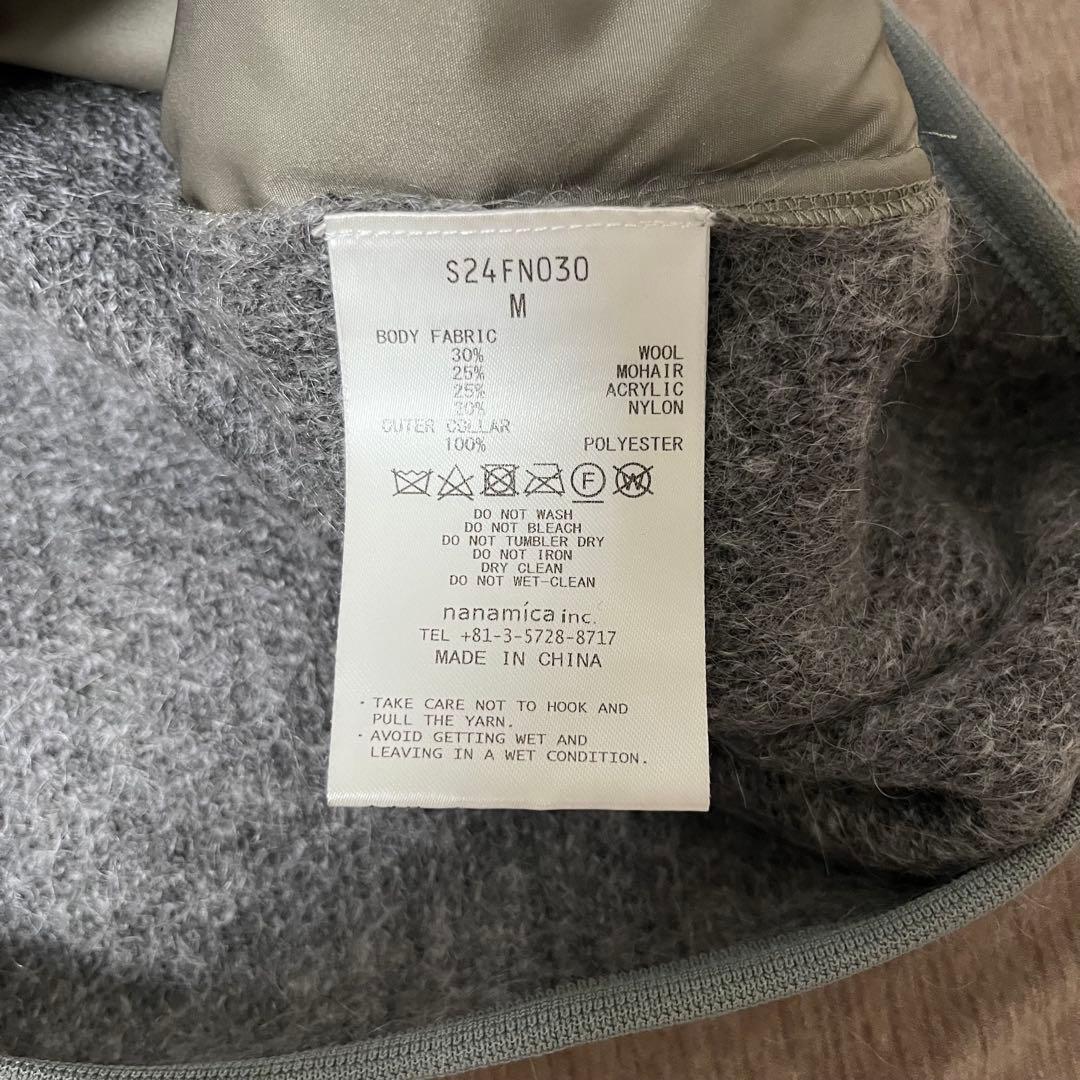 S24FN030
M
BODY FABRIC
30% WOOL
25% MOHAIR
25% ACRYLIC
20% NYLON
OUTER COLLAR
100% POLYESTER
F W
DO NOT WASH
DO NOT BLEACH
DO NOT TUMBLER DRY
DO NOT IRON
DRY CLEAN
DO NOT WET-CLEAN
nanamica inc.
TEL +81-3-5728-8717
MADE IN CHINA
· TAKE CARE NOT TO HOOK AND
PULL THE YARN.
· AVOID GETTING WET AND
LEAVING IN A WET CONDITION.